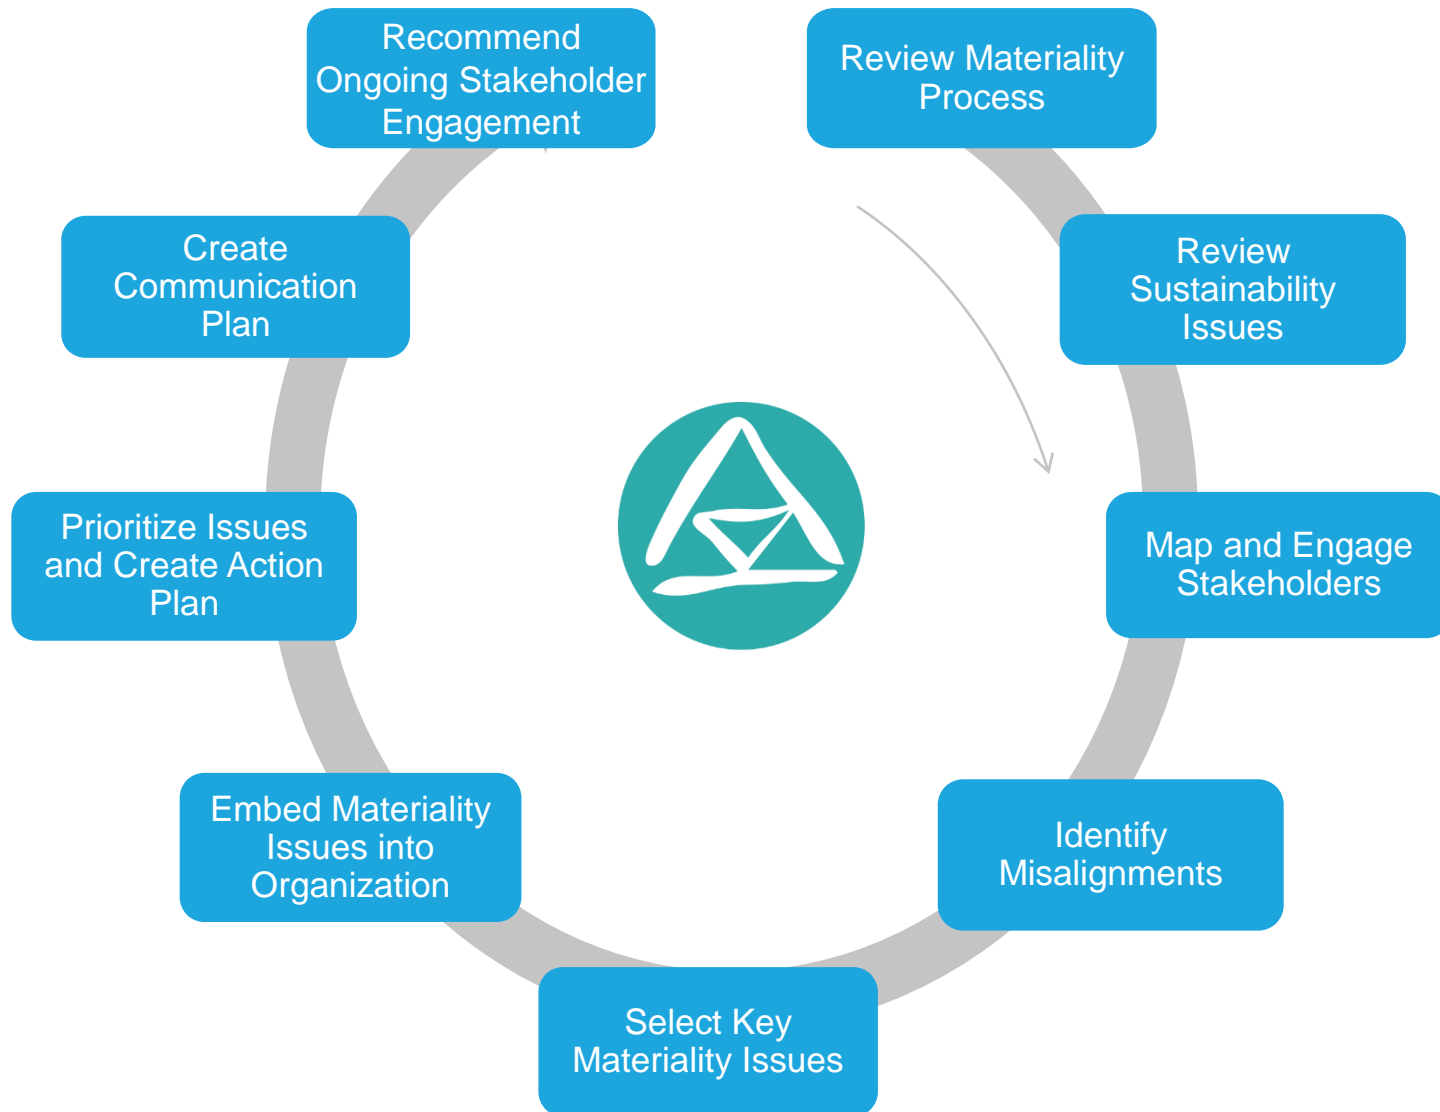 Recommend
Ongoing Stakeholder
Engagement
Review Materiality
Process
Review
Sustainability
Issues
Map and Engage
Stakeholders
Identify
Misalignments
Select Key
Materiality Issues
Embed Materiality
Issues into
Organization
Prioritize Issues
and Create Action
Plan
Create
Communication
Plan